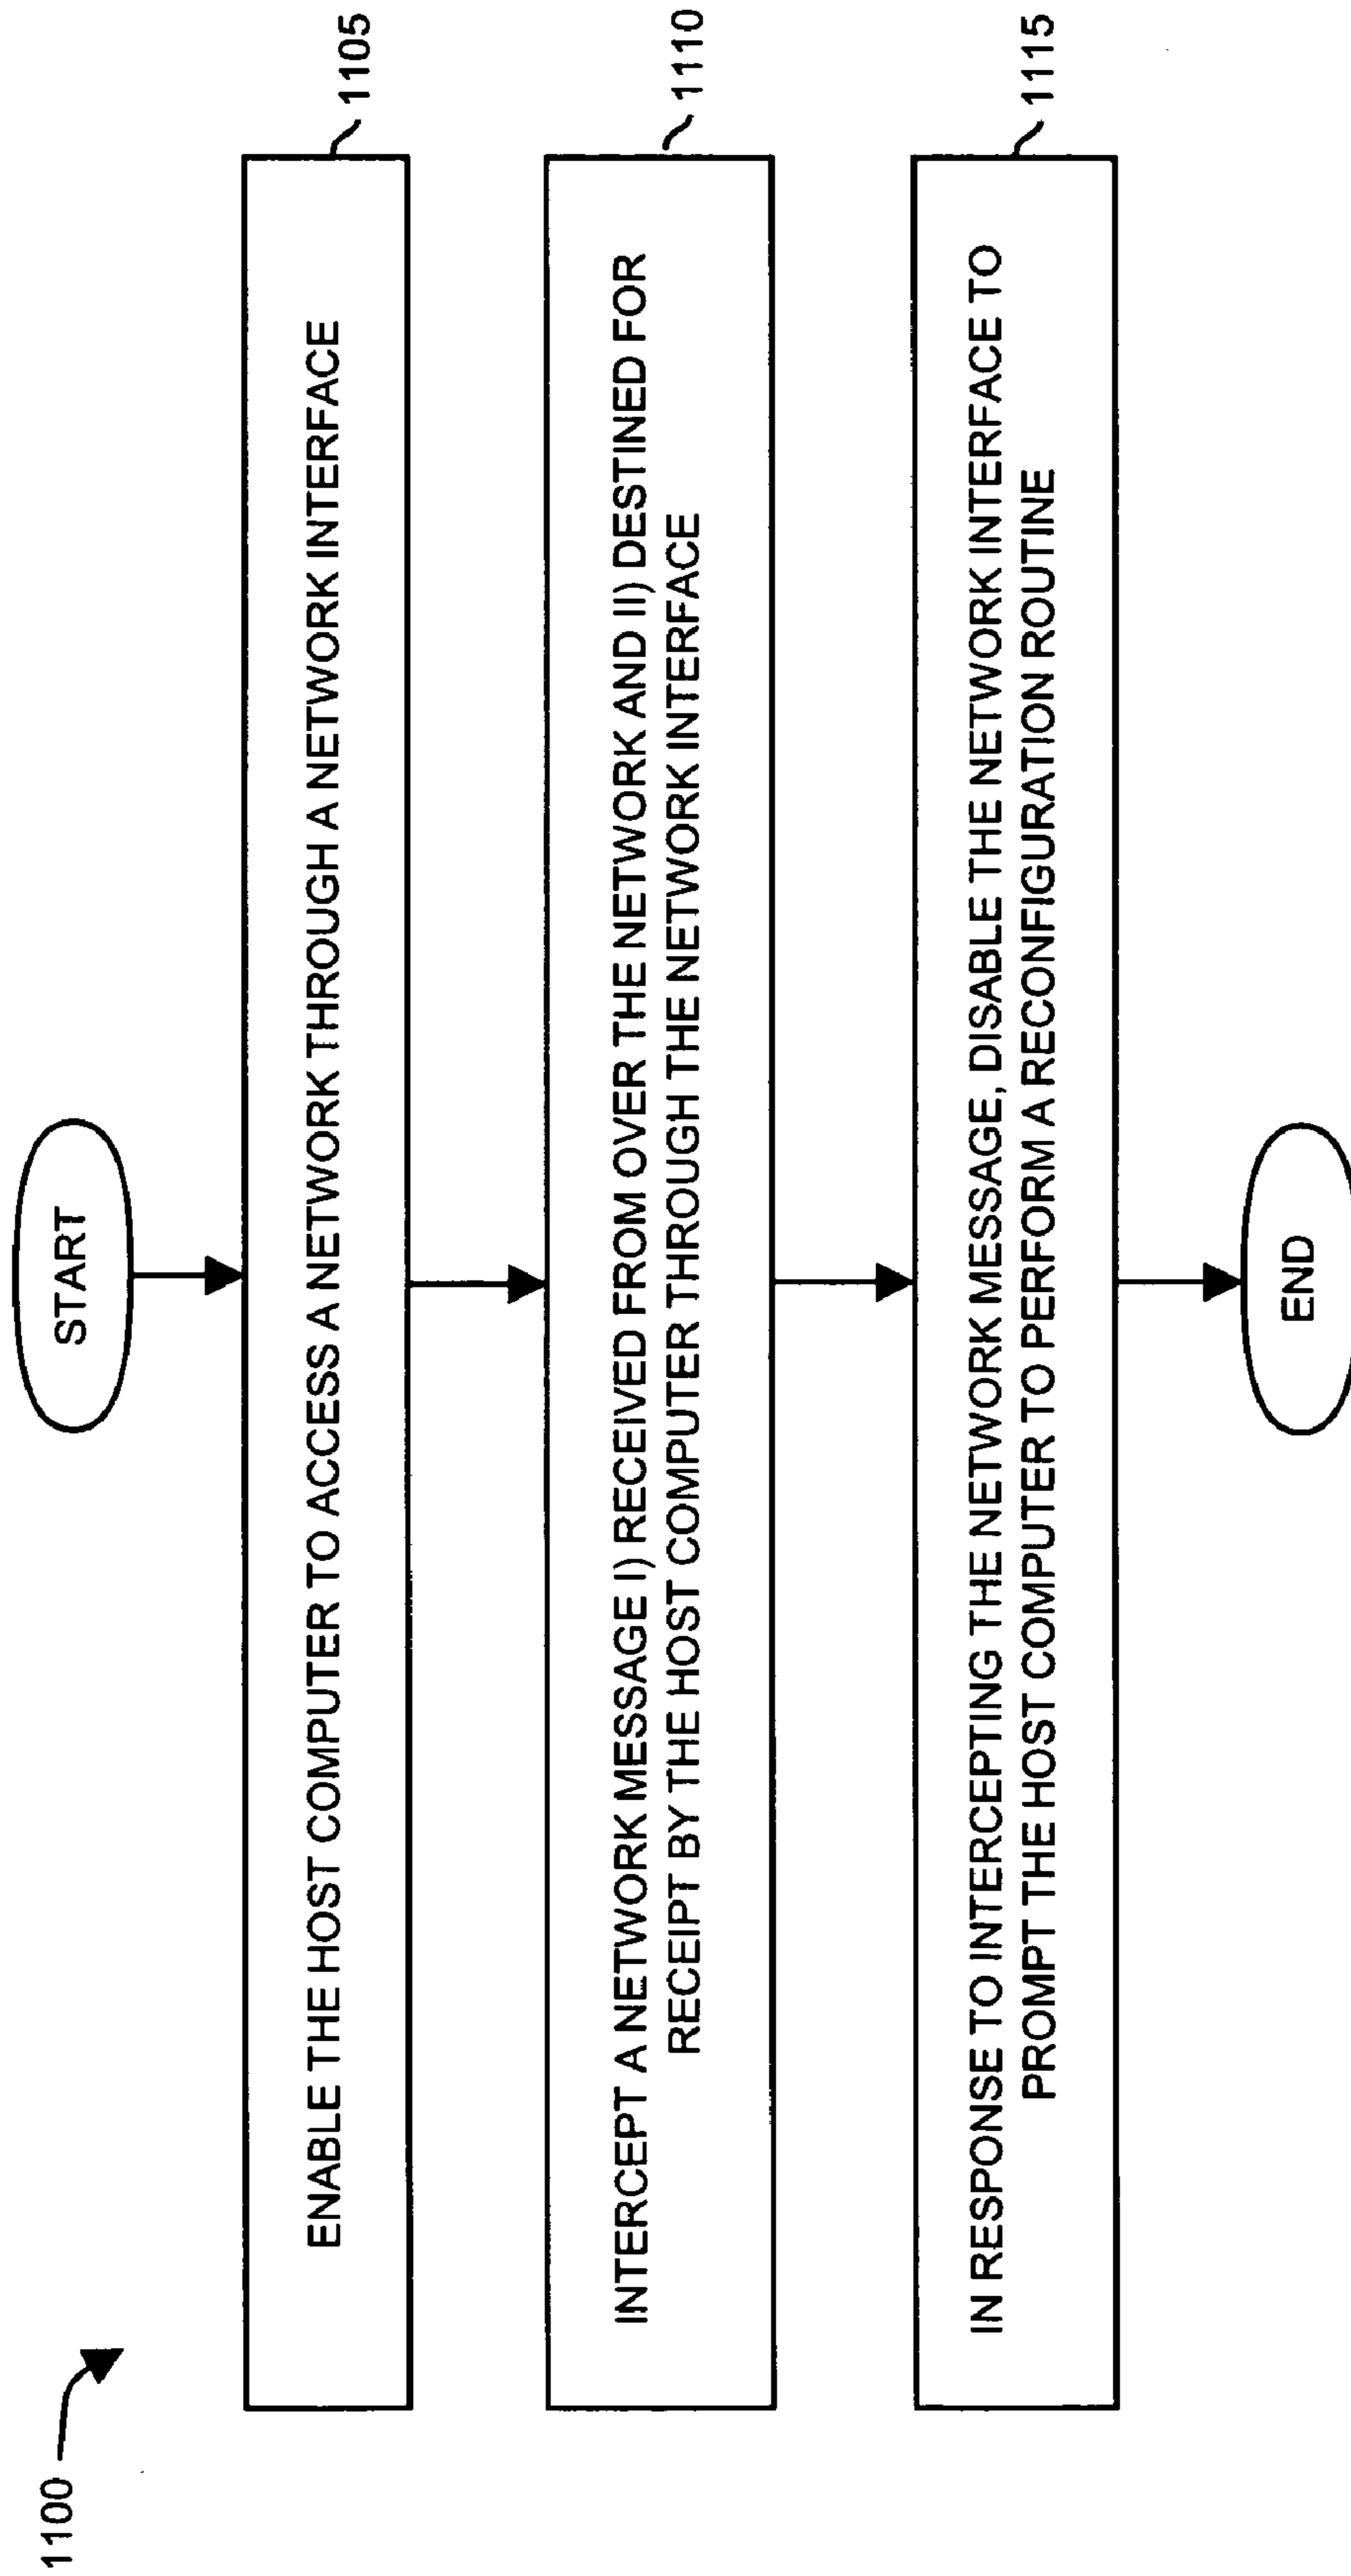 1100
START
ENABLE THE HOST COMPUTER TO ACCESS A NETWORK THROUGH A NETWORK INTERFACE
1105
INTERCEPT A NETWORK MESSAGE I) RECEIVED FROM OVER THE NETWORK AND II) DESTINED FOR
RECEIPT BY THE HOST COMPUTER THROUGH THE NETWORK INTERFACE
1110
IN RESPONSE TO INTERCEPTING THE NETWORK MESSAGE, DISABLE THE NETWORK INTERFACE TO
PROMPT THE HOST COMPUTER TO PERFORM A RECONFIGURATION ROUTINE
1115
END